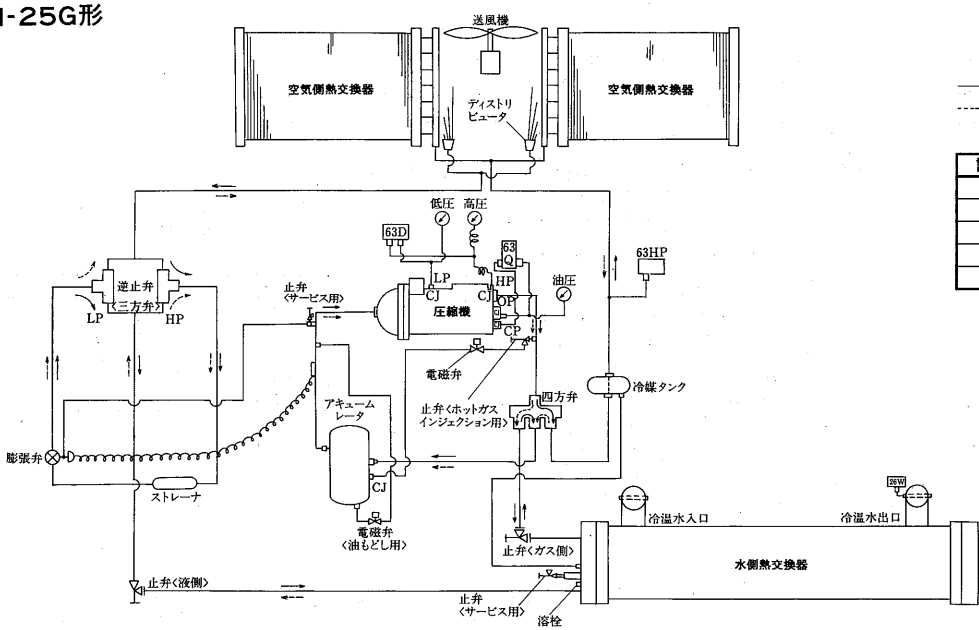 -25G形
送風機
空気側熱交換器
空気側熱交換器
ディストリ
ビュータ
低圧
高圧
63D
63
Q
63HP
油圧
止弁
〈サービス用〉
逆止弁
〈三方弁〉
LP
HP
LP
HP
CJ
CJ
OP
CJ
圧縮機
CP
電磁弁
止弁〈ホットガス
インジェクション用〉
四方弁
冷媒タンク
アキューム
レータ
膨張弁
ストレーナ
CJ
電磁弁
〈油もどし用〉
26W
冷温水入口
冷温水出口
止弁〈ガス側〉
水側熱交換器
止弁〈液側〉
止弁
〈サービス用〉
溶栓